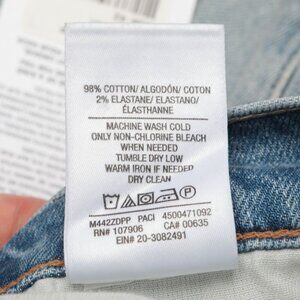 98% COTTON/ ALGODÓN/ COTON
2% ELASTANE/ ELASTANO/
ÉLASTHANNE
MACHINE WASH COLD
ONLY NON-CHLORINE BLEACH
WHEN NEEDED
TUMBLE DRY LOW
WARM IRON IF NEEDED
DRY CLEAN
M442ZDPP PACI 4500471092
RN# 107906 CA# 00635
EIN# 20-3082491